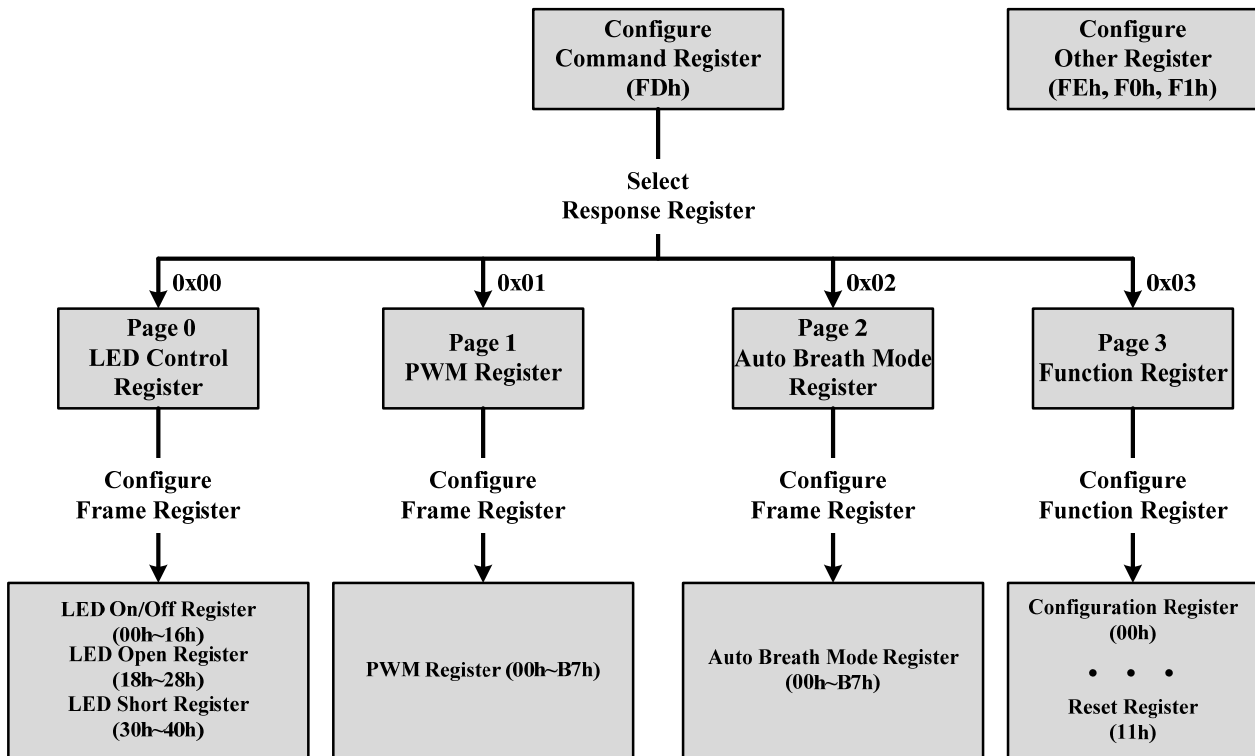 Configure
Command Register
(FDh)
Configure
Other Register
(FEh, F0h, F1h)
Select
Response Register
0x00
0x01
0x02
0x03
Page 0
LED Control
Register
Page 1
PWM Register
Page 2
Auto Breath Mode
Register
Page 3
Function Register
Configure
Frame Register
Configure
Frame Register
Configure
Frame Register
Configure
Function Register
LED On/Off Register
(00h~16h)
LED Open Register
(18h~28h)
LED Short Register
(30h~40h)
PWM Register (00h~B7h)
Auto Breath Mode Register
(00h~B7h)
Configuration Register
(00h)
• • •
Reset Register
(11h)